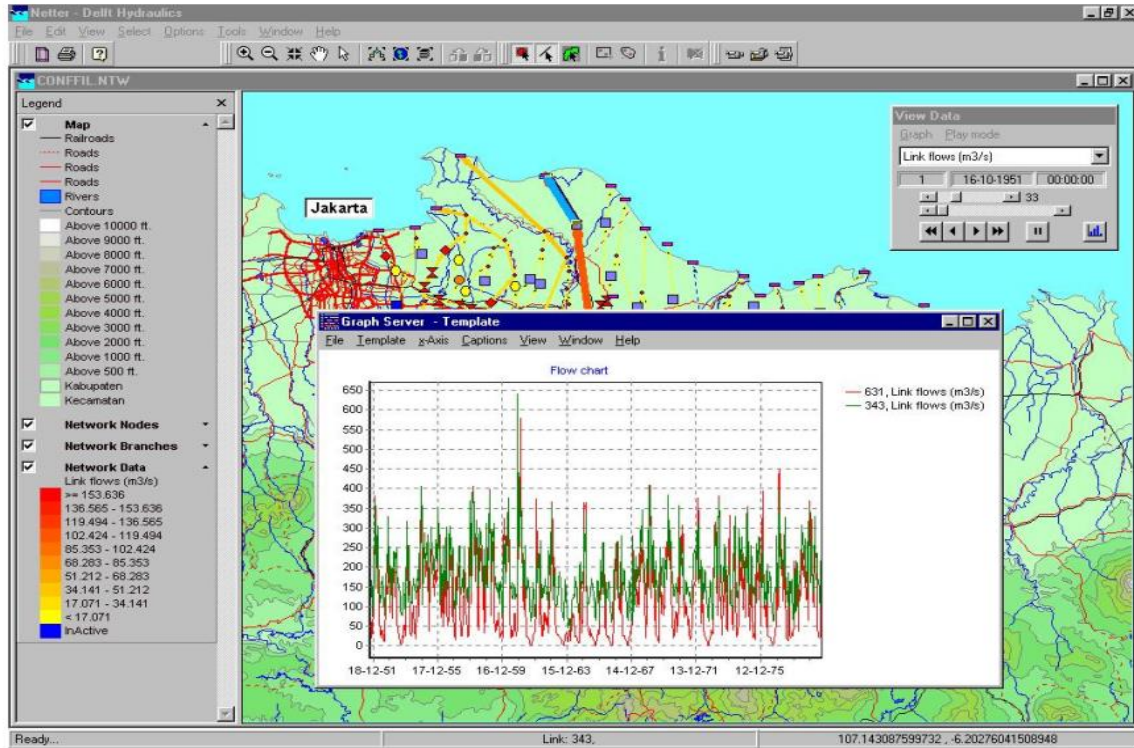 Netter - Delft Hydraulics
File Edit View Select Options Tools Window Help
CONFFIL.NTW
Legend
Map
Railroads
Roads
Roads
Roads
Rivers
Contours
Above 10000 ft.
Above 9000 ft.
Above 8000 ft.
Above 7000 ft.
Above 6000 ft.
Above 5000 ft.
Above 4000 ft.
Above 3000 ft.
Above 2000 ft.
Above 1000 ft.
Above 500 ft.
Kabupaten
Kecamatan
Network Nodes
Network Branches
Network Data
Link flows (m3/s)
>= 153.636
136.565 - 153.636
119.494 - 136.565
102.424 - 119.494
85.353 - 102.424
68.283 - 85.353
51.212 - 68.283
34.141 - 51.212
17.071 - 34.141
< 17.071
InActive
Jakarta
View Data
Graph Play mode
Link flows (m3/s)
1 16-10-1951 00:00:00
33
Graph Server - Template
File Template x-Axis Captions View Window Help
Flow chart
650
600
550
500
450
400
350
300
250
200
150
100
50
0
18-12-51 17-12-55 16-12-59 15-12-63 14-12-67 13-12-71 12-12-75
631, Link flows (m3/s)
343, Link flows (m3/s)
Ready... Link: 343, 107.143087599732 , -6.20276041508948